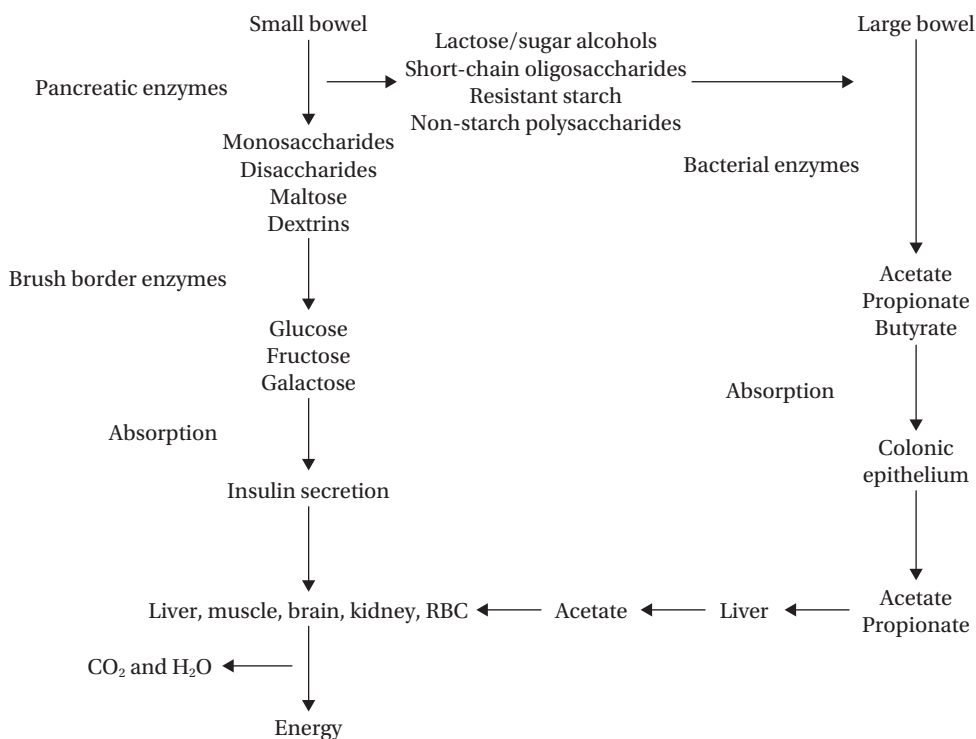 Small bowel
Large bowel
Lactose/sugar alcohols
Short-chain oligosaccharides
Resistant starch
Non-starch polysaccharides
Pancreatic enzymes
Monosaccharides
Disaccharides
Maltose
Dextrins
Bacterial enzymes
Brush border enzymes
Acetate
Propionate
Butyrate
Glucose
Fructose
Galactose
Absorption
Absorption
Colonic
epithelium
Insulin secretion
Liver, muscle, brain, kidney, RBC
Acetate
Liver
Acetate
Propionate
CO₂ and H₂O
Energy